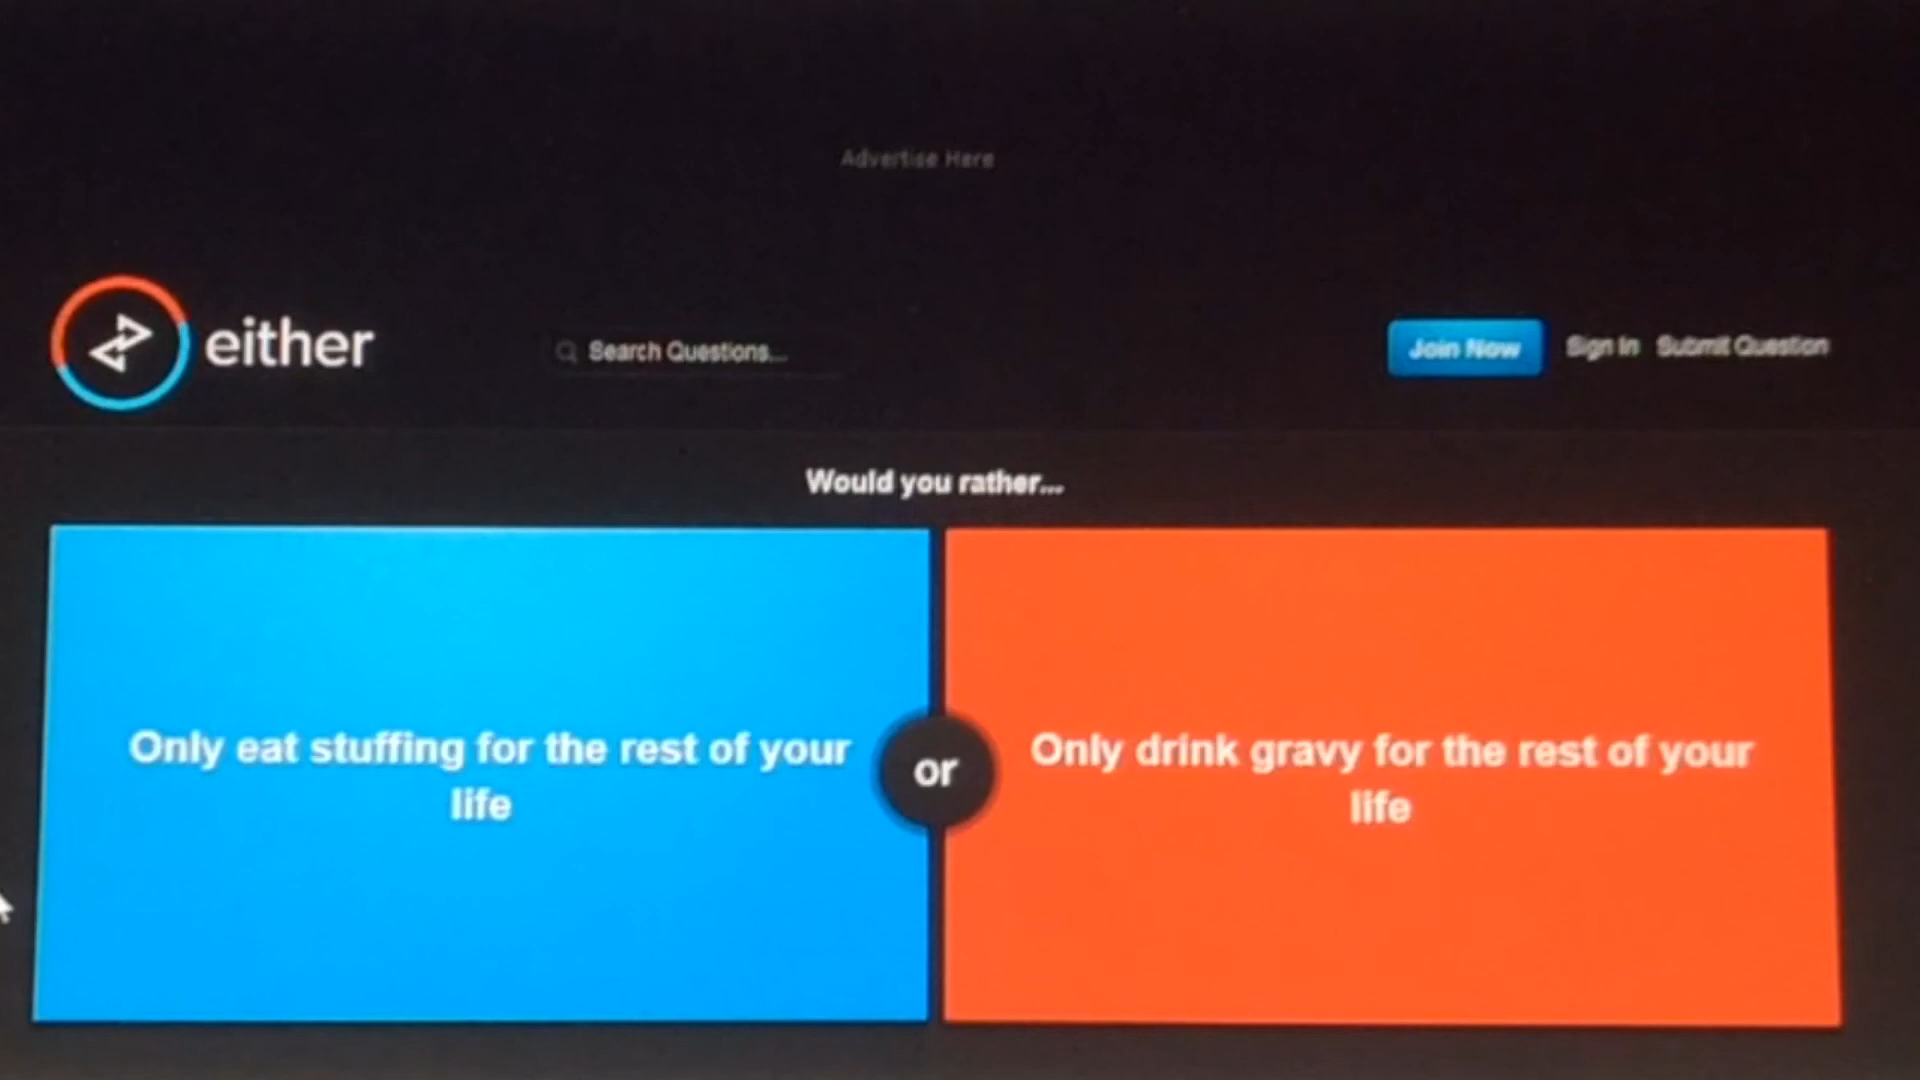 Advertise Here
either
Search Questions...
Join Now
Sign In
Submit Question
Would you rather...
Only eat stuffing for the rest of your
life
or
Only drink gravy for the rest of your
life